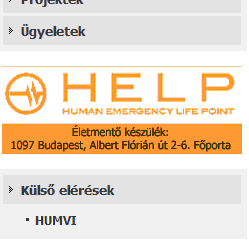 Projektek
Ügyeletek
HELP
HUMAN EMERGENCY LIFE POINT
Életmentő készülék:
1097 Budapest, Albert Flórián út 2-6. Főporta
Külső elérések
HUMVI